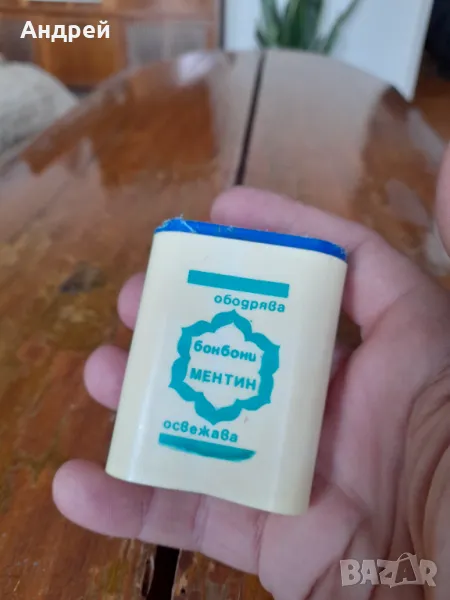 Андрей
ободрява
бонбони
МЕНТИН
освежава
BAZAR